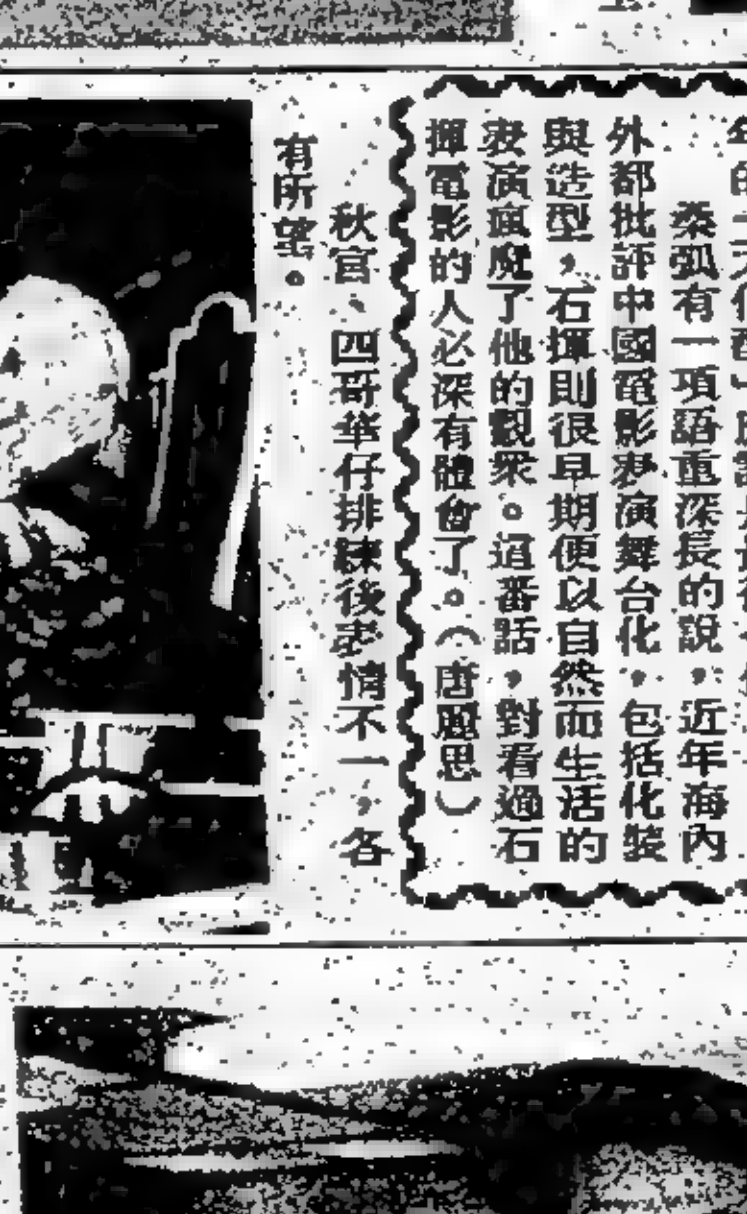 桑弧有一項語重深長的說，近年海內
外都批評中國電影表演舞台化，包括化裝
與造型，石揮則很早期便以自然而生活的
表演瘋魔了他的觀眾。這番話，對看過石
揮電影的人必深有體會了。（唐思）
秋官、四哥華仔排練後表情不一，各
有所望。